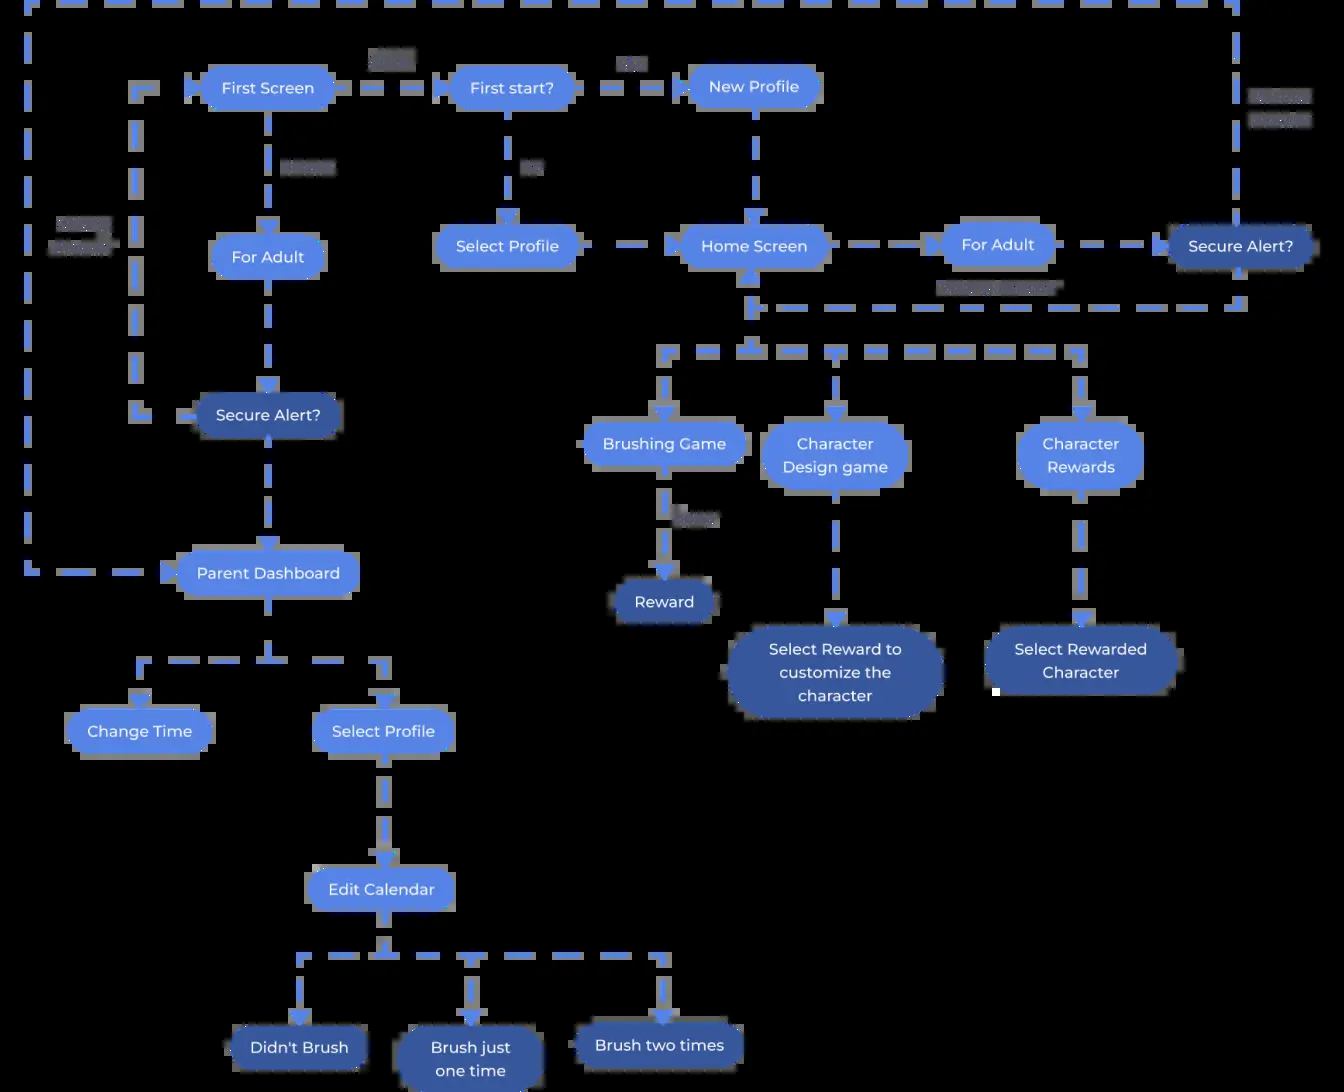 First Screen
First start?
New Profile
For Adult
Select Profile
Home Screen
For Adult
Secure Alert?
Secure Alert?
Brushing Game
Character
Design game
Character
Rewards
Parent Dashboard
Reward
Select Reward to
customize the
character
Select Rewarded
Character
Change Time
Select Profile
Edit Calendar
Didn't Brush
Brush just
one time
Brush two times